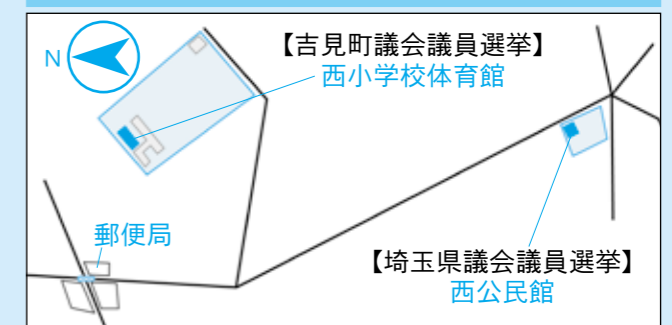 N
【吉見町議会議員選挙】
西小学校体育館
郵便局
【埼玉県議会議員選挙】
西公民館